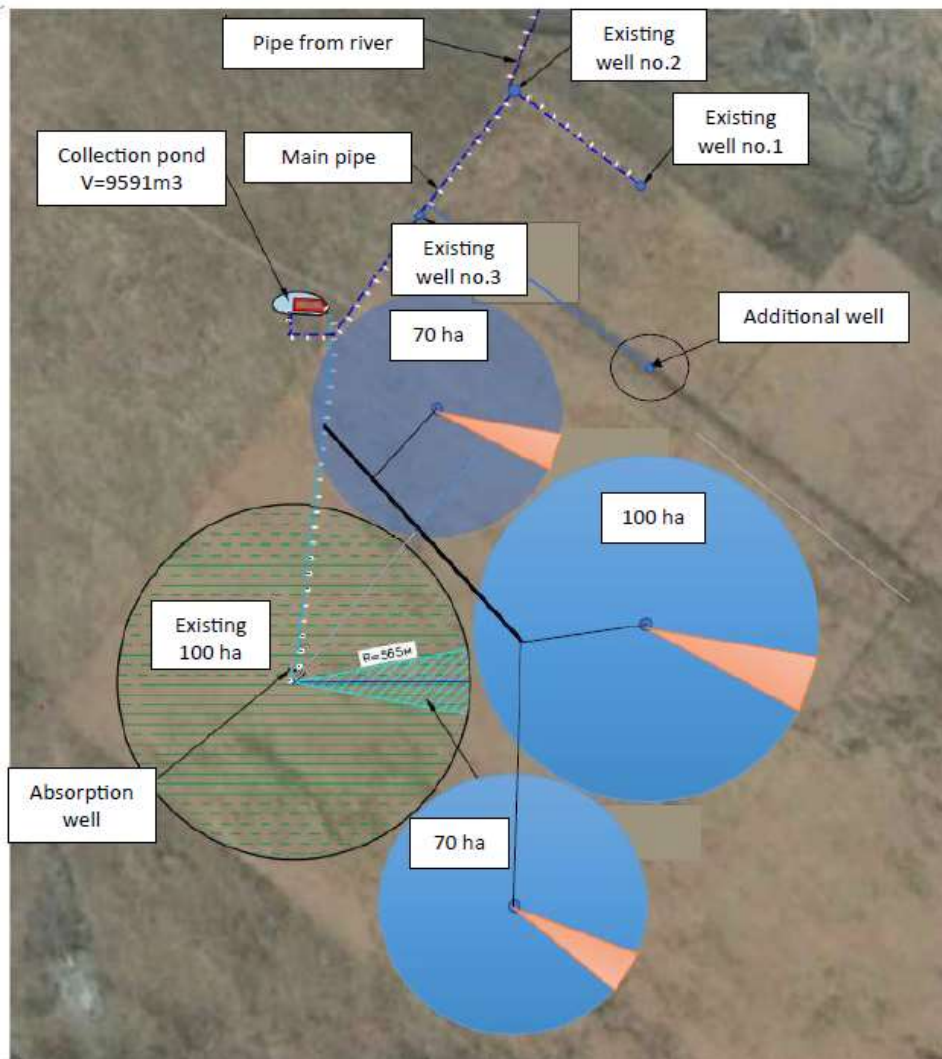 Pipe from river
Existing
well no.2
Existing
well no.1
Collection pond
V=9591m3
Main pipe
Existing
well no.3
70 ha
Additional well
100 ha
Existing
100 ha
R=565м
Absorption
well
70 ha